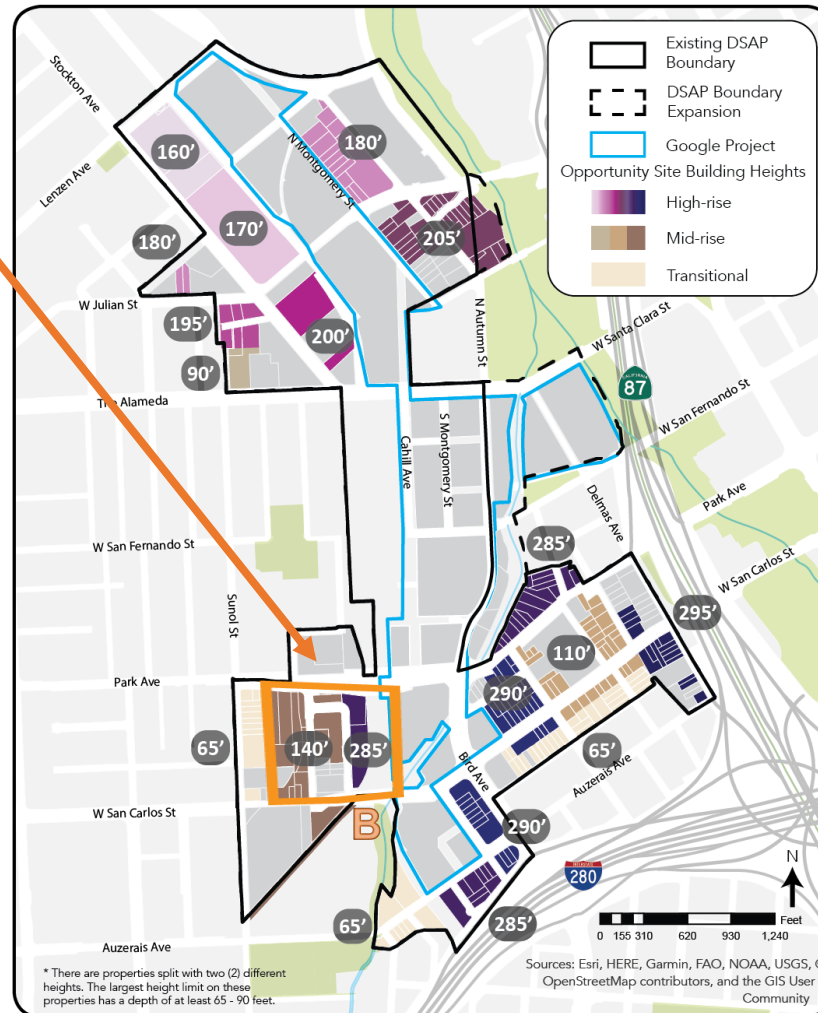 Existing DSAP
Boundary
DSAP Boundary
Expansion
Google Project
Opportunity Site Building Heights
High-rise
Mid-rise
Transitional
Stockton Ave
Lenzen Ave
N Montgomery St
160'
180'
170'
205'
180'
W Julian St
195'
200'
90'
The Alameda
N Autumn St
W Santa Clara St
CALIFORNIA
87
W San Fernando St
Cahill Ave
S Montgomery St
Delmas Ave
Park Ave
W San Fernando St
W San Carlos St
Sunol St
285'
295'
110'
Park Ave
290'
65'
140'
285'
65'
Bird Ave
Auzerais Ave
W San Carlos St
B
290'
INTERSTATE
280
N
65'
285'
Feet
0 155 310 620 930 1,240
Auzerais Ave
* There are properties split with two (2) different
heights. The largest height limit on these
properties has a depth of at least 65 - 90 feet.
Sources: Esri, HERE, Garmin, FAO, NOAA, USGS,
OpenStreetMap contributors, and the GIS User
Community